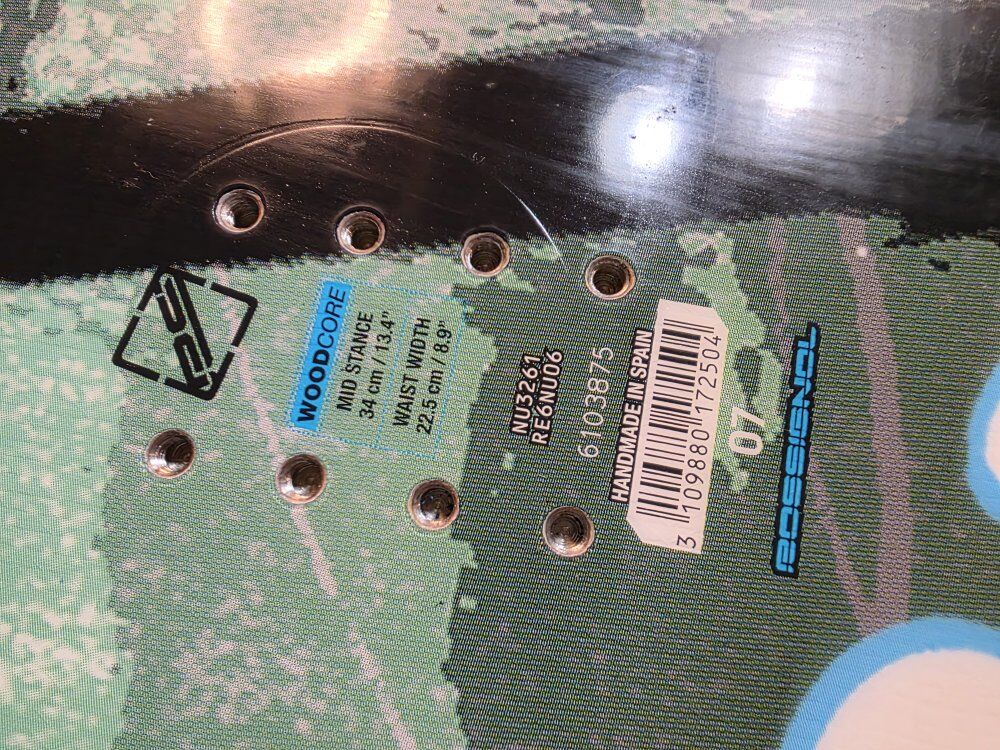 WOODCORE
MID STANCE
34 cm / 13.4"
WAIST WIDTH
22.5 cm / 8.9"
NU3261
RE6NU06
6103875
HANDMADE IN SPAIN
3 109880 172504
07
ROSSIGNOL